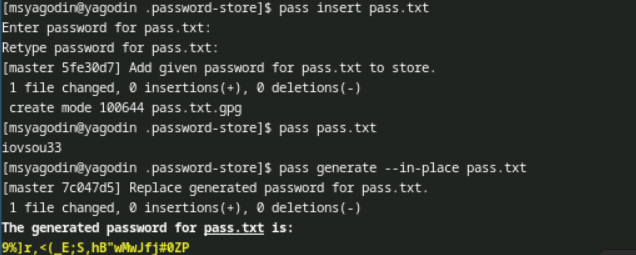 [msyagodin@yagodin .password-store]$ pass insert pass.txt
Enter password for pass.txt:
Retype password for pass.txt:
[master 5fe30d7] Add given password for pass.txt to store.
 1 file changed, 0 insertions(+), 0 deletions(-)
 create mode 100644 pass.txt.gpg
[msyagodin@yagodin .password-store]$ pass pass.txt
iovsou33
[msyagodin@yagodin .password-store]$ pass generate --in-place pass.txt
[master 7c047d5] Replace generated password for pass.txt.
 1 file changed, 0 insertions(+), 0 deletions(-)
The generated password for pass.txt is:
9%]r,<(_E;S,hB"wMwJfj#0ZP